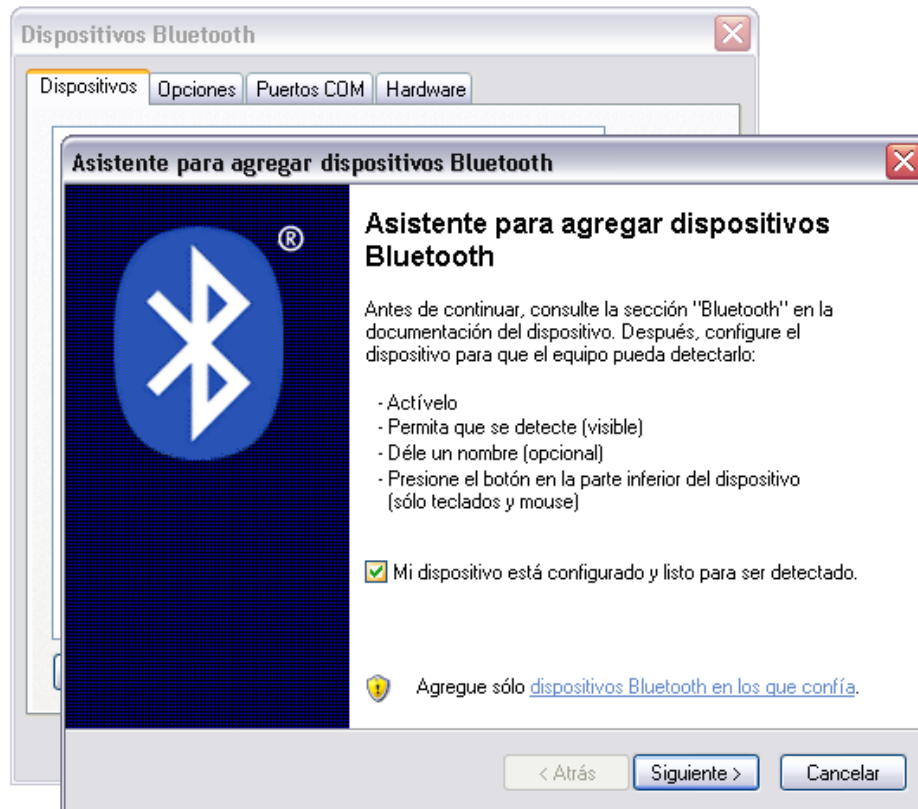 Dispositivos Bluetooth
Dispositivos Opciones Puertos COM Hardware
Asistente para agregar dispositivos Bluetooth
®
Asistente para agregar dispositivos
Bluetooth
Antes de continuar, consulte la sección "Bluetooth" en la
documentación del dispositivo. Después, configure el
dispositivo para que el equipo pueda detectarlo:
- Actívelo
- Permita que se detecte (visible)
- Déle un nombre (opcional)
- Presione el botón en la parte inferior del dispositivo
(sólo teclados y mouse)
Mi dispositivo está configurado y listo para ser detectado.
Agregue sólo dispositivos Bluetooth en los que confía.
< Atrás Siguiente > Cancelar